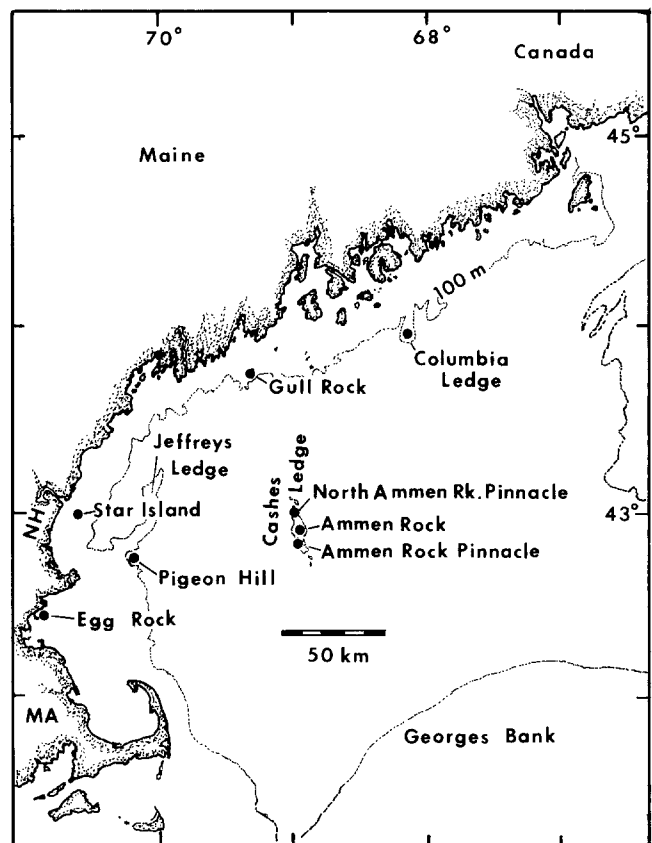 70° 68°
Canada
45°
Maine
100 m
Columbia
Ledge
Gull Rock
Jeffreys
Ledge
Cashes
Ledge
North Ammen Rk. Pinnacle
NH
Star Island
43°
Ammen Rock
Ammen Rock Pinnacle
Pigeon Hill
Egg Rock
50 km
MA
Georges Bank